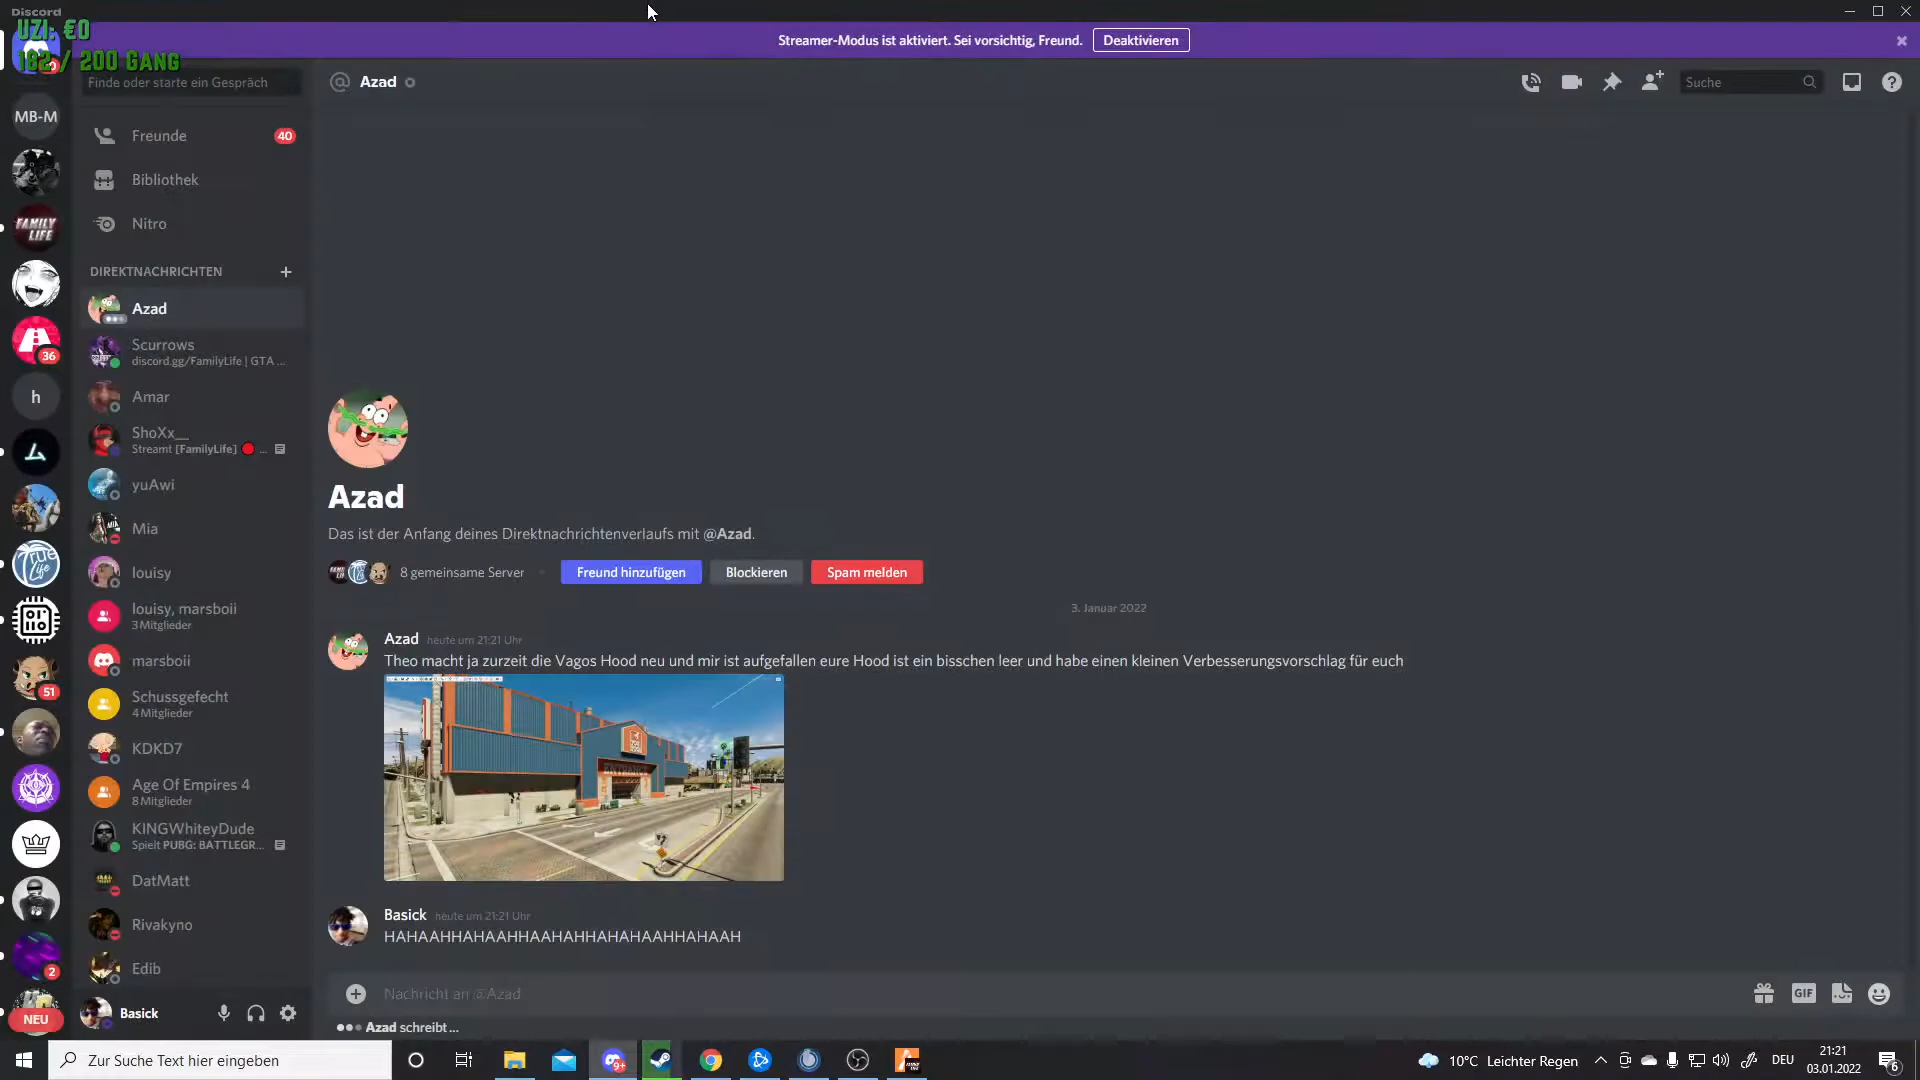 Discord
UZI: €0
182 / 200 GANG
Streamer-Modus ist aktiviert. Sei vorsichtig, Freund.
Deaktivieren
Finde oder starte ein Gespräch
Azad
Suche
MB-M
Freunde
40
Bibliothek
Nitro
FAMILY
LIFE
DIREKTNACHRICHTEN
Azad
Scurrows
discord.gg/FamilyLife | GTA ...
36
Amar
h
ShoXx__
Streamt [FamilyLife] ...
yuAwi
Mia
louisy
TRUE
LIFE
louisy, marsboii
3 Mitglieder
marsboii
51
Schussgefecht
4 Mitglieder
KDKD7
Age Of Empires 4
8 Mitglieder
KINGWhiteyDude
Spielt PUBG: BATTLEGR...
DatMatt
Rivakyno
2
Edib
NEU
Basick
Azad
Das ist der Anfang deines Direktnachrichtenverlaufs mit @Azad.
8 gemeinsame Server
Freund hinzufügen
Blockieren
Spam melden
3. Januar 2022
Azad heute um 21:21 Uhr
Theo macht ja zurzeit die Vagos Hood neu und mir ist aufgefallen eure Hood ist ein bisschen leer und habe einen kleinen Verbesserungsvorschlag für euch
ENTRANCE
Basick heute um 21:21 Uhr
HAHAAHHAHAAHHAAHAHHAHAHAAHHAHAAH
Nachricht an @Azad
GIF
Azad schreibt ...
Zur Suche Text hier eingeben
9+
10°C Leichter Regen
DEU
21:21
03.01.2022
6